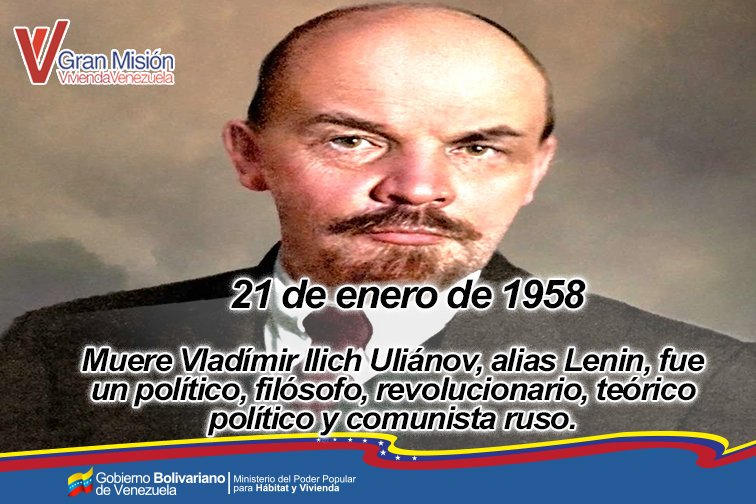 Gran Misión
ViviendaVenezuela
21 de enero de 1958
Muere Vladímir Ilich Uliánov, alias Lenin, fue
un político, filósofo, revolucionario, teórico
político y comunista ruso.
Gobierno Bolivariano
de Venezuela
Ministerio del Poder Popular
para Hábitat y Vivienda